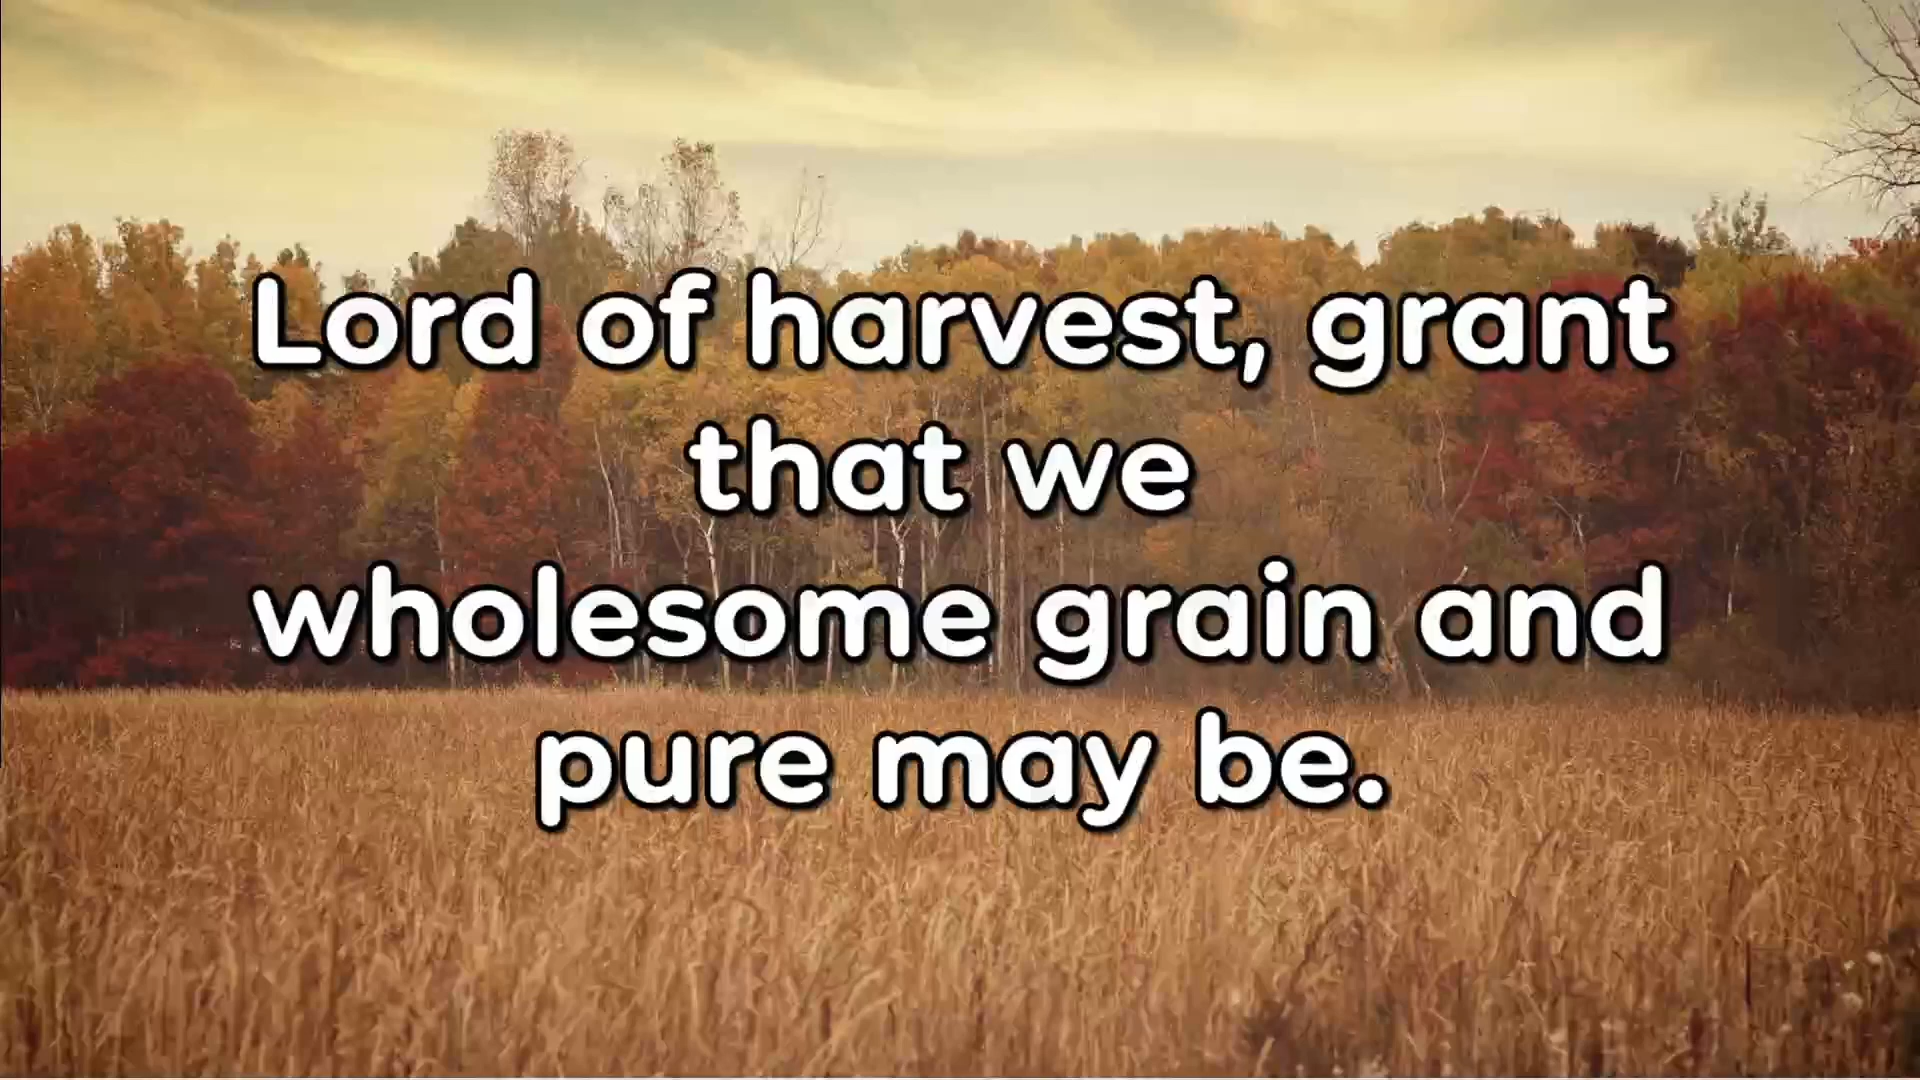 Lord of harvest, grant
that we
wholesome grain and
pure may be.